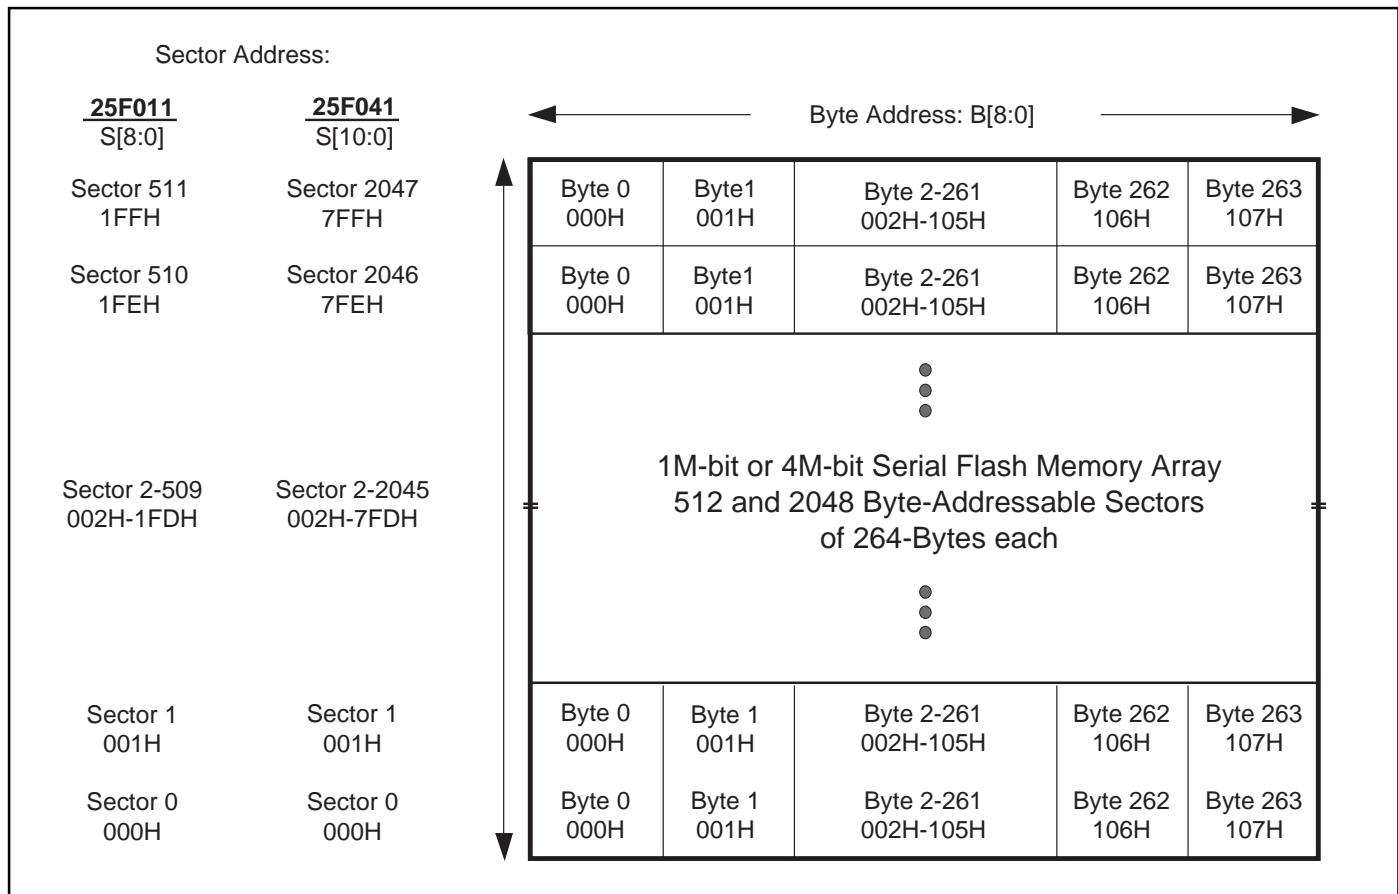 Sector Address:
25F011 25F041
S[8:0] S[10:0]
Byte Address: B[8:0]
Sector 511 Sector 2047 Byte 0 Byte1 Byte 2-261 Byte 262 Byte 263
1FFH 7FFH 000H 001H 002H-105H 106H 107H
Sector 510 Sector 2046 Byte 0 Byte1 Byte 2-261 Byte 262 Byte 263
1FEH 7FEH 000H 001H 002H-105H 106H 107H
Sector 2-509 Sector 2-2045
002H-1FDH 002H-7FDH
1M-bit or 4M-bit Serial Flash Memory Array
512 and 2048 Byte-Addressable Sectors
of 264-Bytes each
Sector 1 Sector 1 Byte 0 Byte 1 Byte 2-261 Byte 262 Byte 263
001H 001H 000H 001H 002H-105H 106H 107H
Sector 0 Sector 0 Byte 0 Byte 1 Byte 2-261 Byte 262 Byte 263
000H 000H 000H 001H 002H-105H 106H 107H